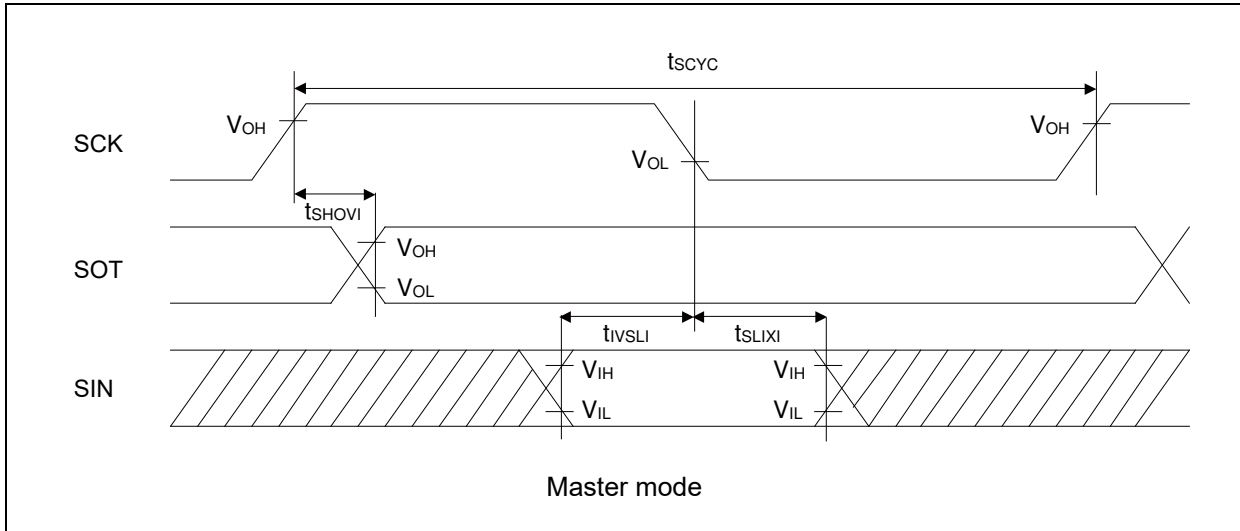 tSCYC
SCK
VOH
VOL
VOH
tSHOVI
SOT
VOH
VOL
tIVSLI
tSLIXI
SIN
VIH
VIL
VIH
VIL
Master mode